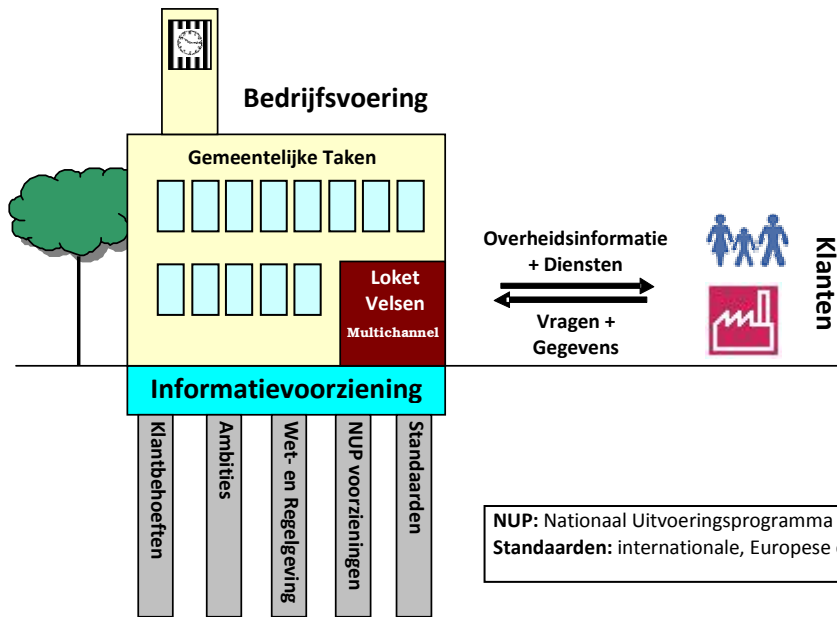 Bedrijfsvoering
Gemeentelijke Taken
Loket
Velsen
Multichannel
Overheidsinformatie
+ Diensten
Vragen +
Gegevens
Klanten
Informatievoorziening
Klantbehoeften
Ambities
Wet- en Regelgeving
NUP voorzieningen
Standaarden
NUP: Nationaal Uitvoeringsprogramma
Standaarden: internationale, Europese